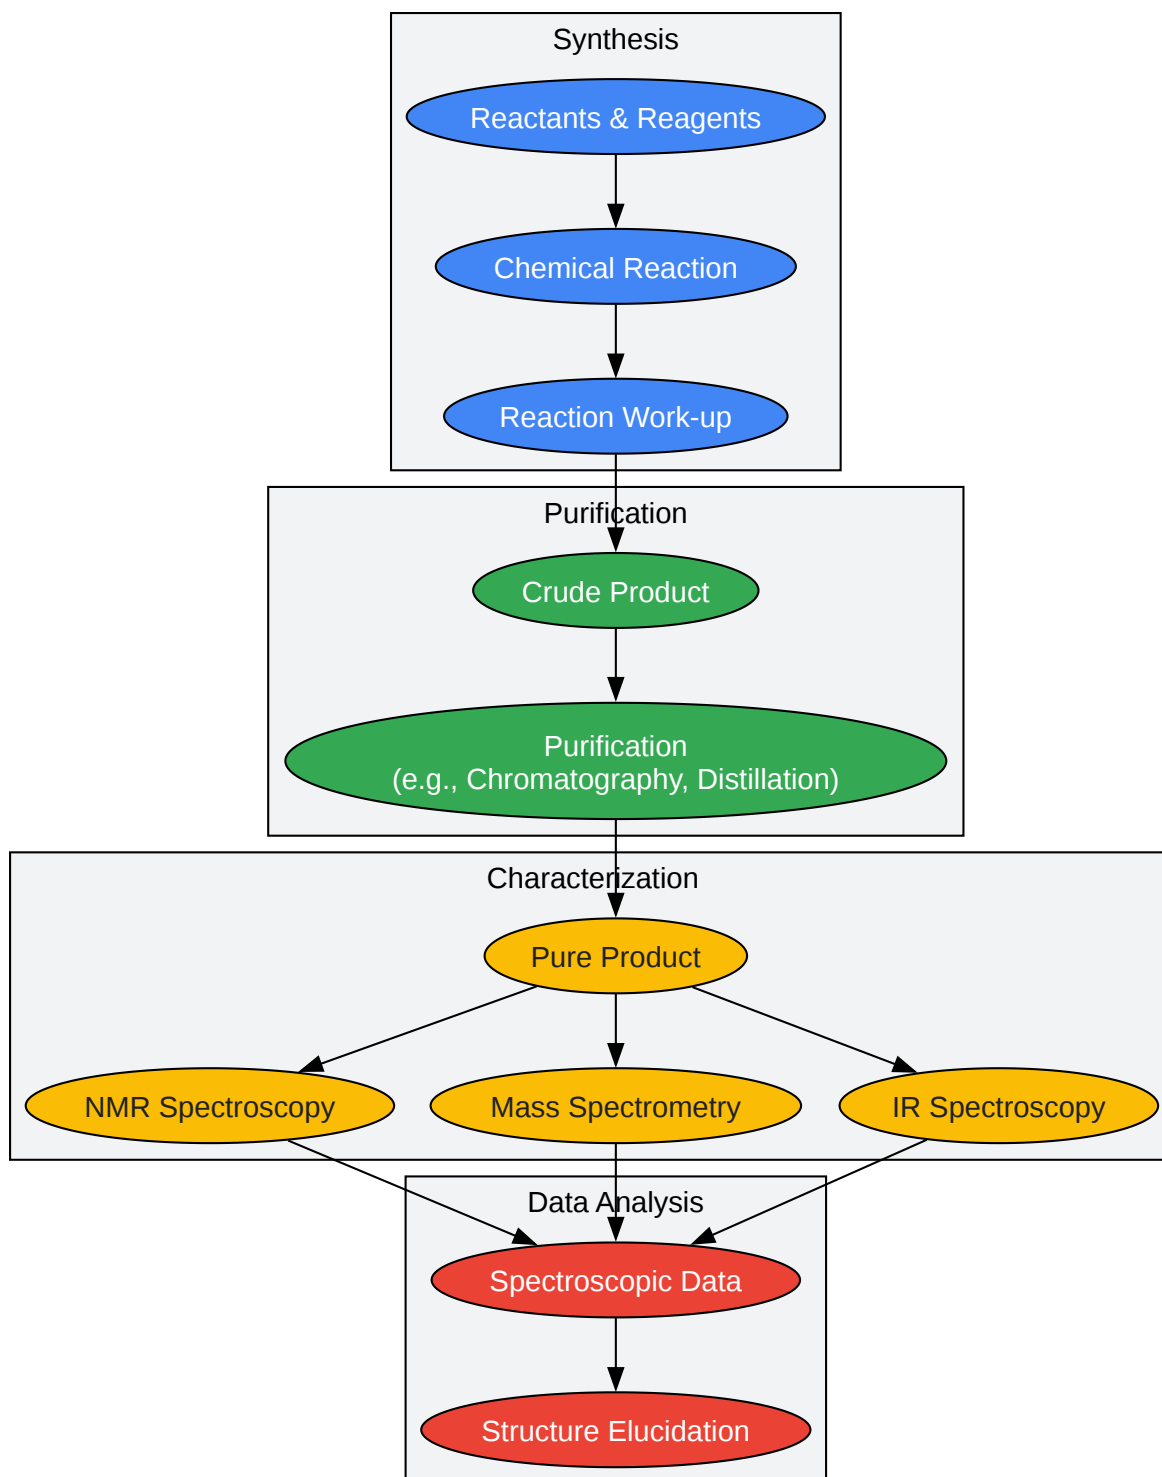 Synthesis
Reactants & Reagents
Chemical Reaction
Reaction Work-up
Purification
Crude Product
Purification
(e.g., Chromatography, Distillation)
Characterization
Pure Product
NMR Spectroscopy
Mass Spectrometry
IR Spectroscopy
Data Analysis
Spectroscopic Data
Structure Elucidation